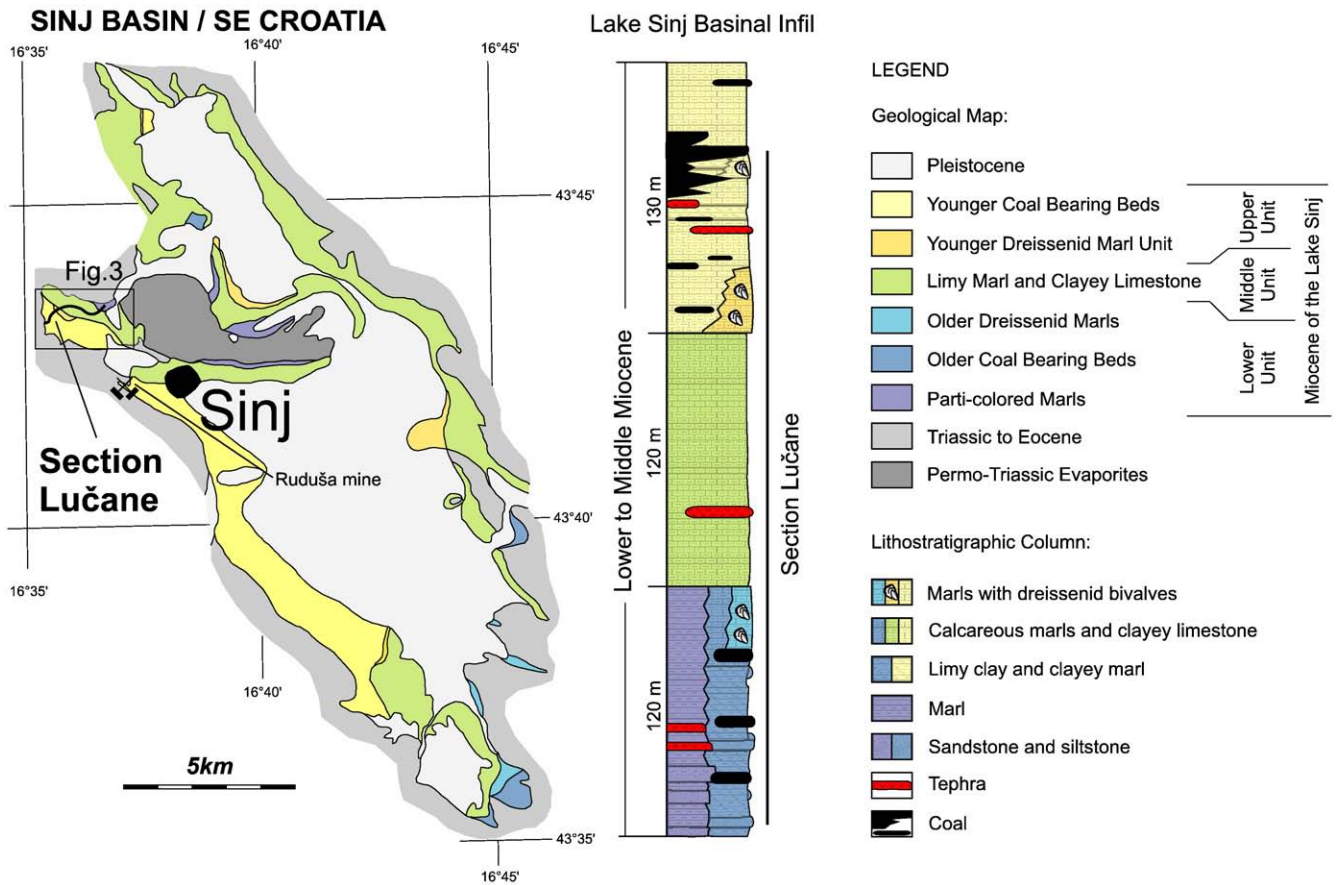 SINJ BASIN / SE CROATIA
16°35'
16°40'
16°45'
43°45'
Fig.3
Sinj
Section
Lučane
Ruduša mine
43°40'
16°35'
16°40'
5km
43°35'
16°45'
Lake Sinj Basinal Infil
Lower to Middle Miocene
130 m
120 m
120 m
Section Lučane
LEGEND
Geological Map:
Pleistocene
Younger Coal Bearing Beds
Younger Dreissenid Marl Unit
Limy Marl and Clayey Limestone
Older Dreissenid Marls
Older Coal Bearing Beds
Parti-colored Marls
Triassic to Eocene
Permo-Triassic Evaporites
Upper
Unit
Middle
Unit
Lower
Unit
Miocene of the Lake Sinj
Lithostratigraphic Column:
Marls with dreissenid bivalves
Calcareous marls and clayey limestone
Limy clay and clayey marl
Marl
Sandstone and siltstone
Tephra
Coal